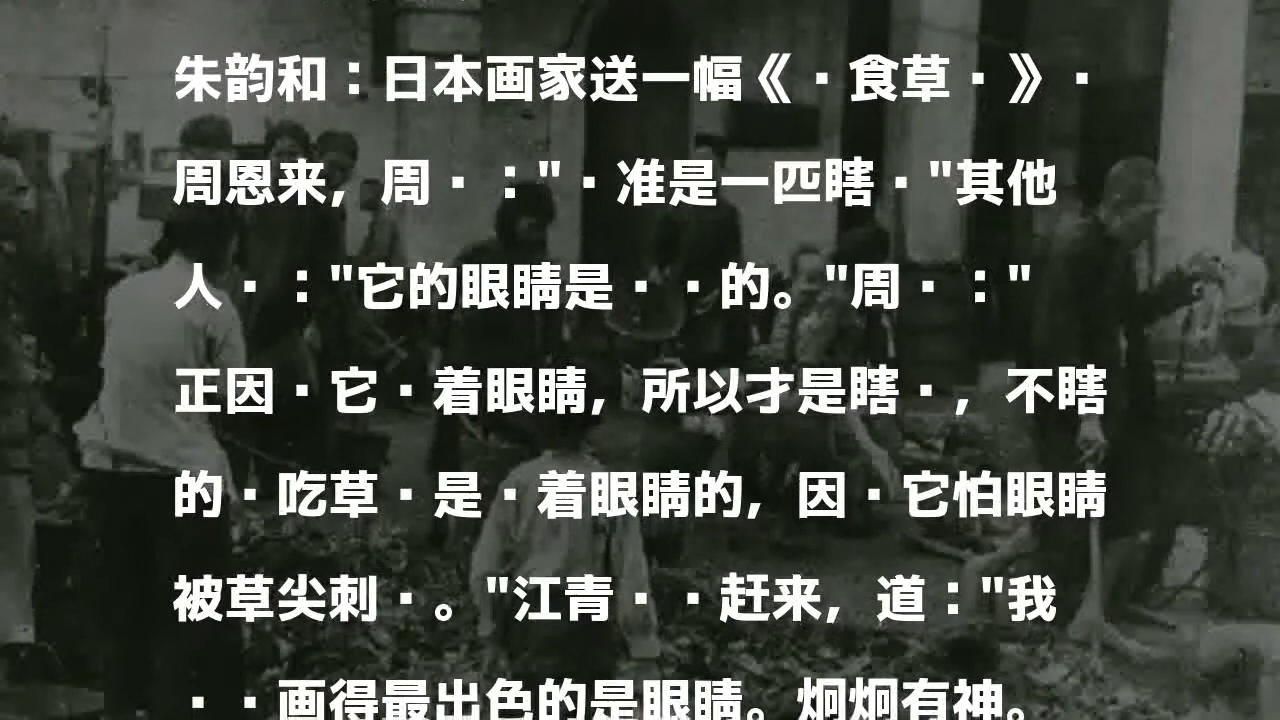 朱韵和：日本画家送一幅《·食草·》·
周恩来，周·："·准是一匹瞎·"其他
人·："它的眼睛是··的。"周·："
正因·它·着眼睛，所以才是瞎·，不瞎
的·吃草·是·着眼睛的，因·它怕眼睛
被草尖刺·。"江青··赶来，道："我
··画得最出色的是眼睛。炯炯有神。